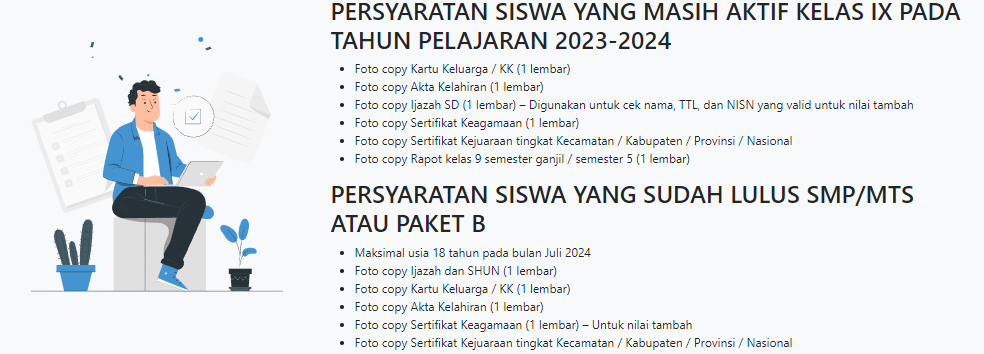 PERSYARATAN SISWA YANG MASIH AKTIF KELAS IX PADA
TAHUN PELAJARAN 2023-2024
• Foto copy Kartu Keluarga / KK (1 lembar)
• Foto copy Akta Kelahiran (1 lembar)
• Foto copy Ijazah SD (1 lembar) – Digunakan untuk cek nama, TTL, dan NISN yang valid untuk nilai tambah
• Foto copy Sertifikat Keagamaan (1 lembar)
• Foto copy Sertifikat Kejuaraan tingkat Kecamatan / Kabupaten / Provinsi / Nasional
• Foto copy Rapot kelas 9 semester ganjil / semester 5 (1 lembar)
PERSYARATAN SISWA YANG SUDAH LULUS SMP/MTS
ATAU PAKET B
• Maksimal usia 18 tahun pada bulan Juli 2024
• Foto copy Ijazah dan SHUN (1 lembar)
• Foto copy Kartu Keluarga / KK (1 lembar)
• Foto copy Akta Kelahiran (1 lembar)
• Foto copy Sertifikat Keagamaan (1 lembar) – Untuk nilai tambah
• Foto copy Sertifikat Kejuaraan tingkat Kecamatan / Kabupaten / Provinsi / Nasional